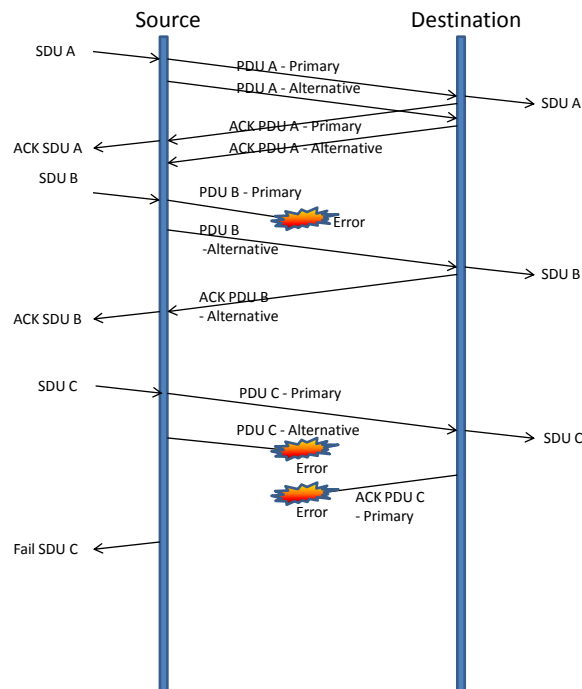 Source
Destination
SDU A
PDU A - Primary
PDU A - Alternative
SDU A
ACK PDU A - Primary
ACK SDU A
ACK PDU A - Alternative
SDU B
PDU B - Primary
Error
PDU B
-Alternative
SDU B
ACK PDU B
- Alternative
ACK SDU B
SDU C
PDU C - Primary
PDU C - Alternative
SDU C
Error
ACK PDU C
- Primary
Error
Fail SDU C